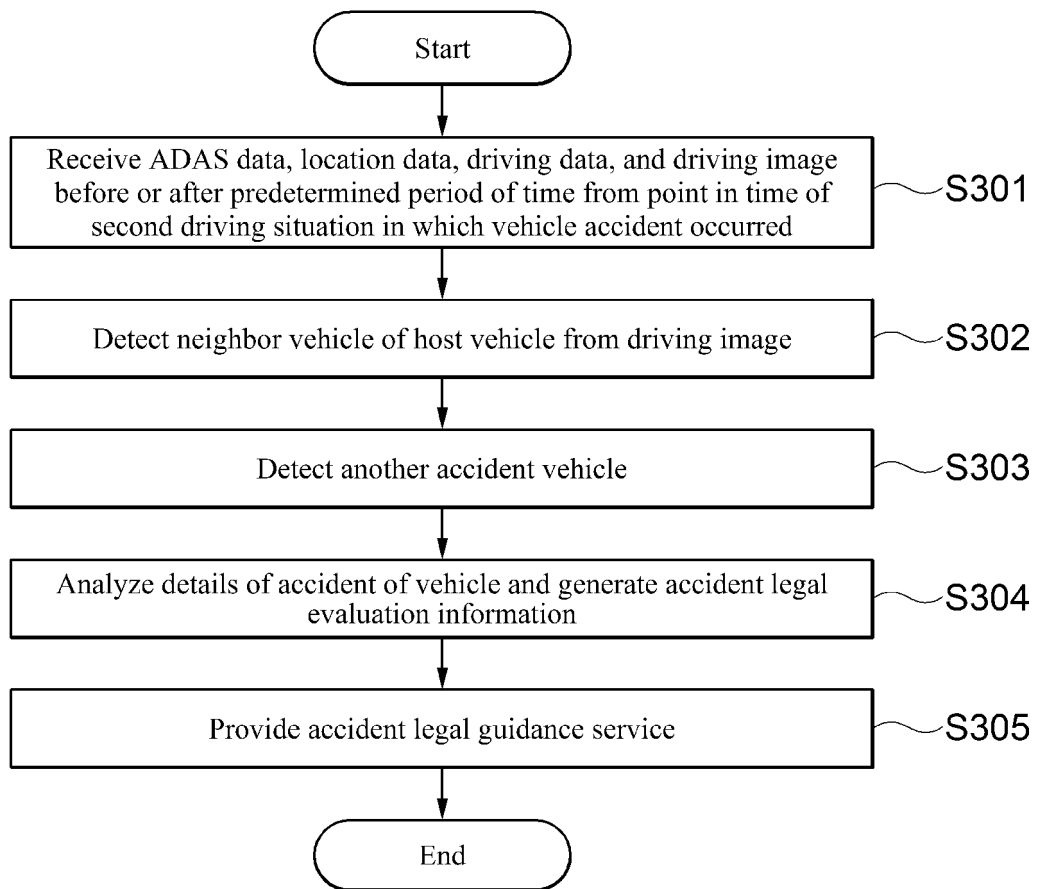 Start
Receive ADAS data, location data, driving data, and driving image
before or after predetermined period of time from point in time of
second driving situation in which vehicle accident occurred
S301
Detect neighbor vehicle of host vehicle from driving image
S302
Detect another accident vehicle
S303
Analyze details of accident of vehicle and generate accident legal
evaluation information
S304
Provide accident legal guidance service
S305
End